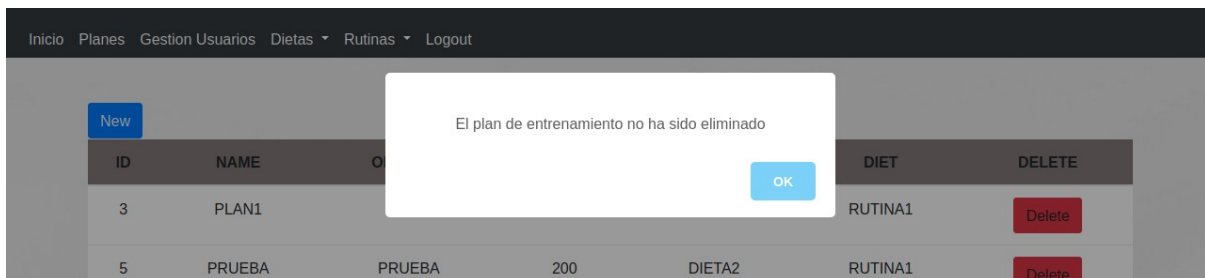 Inicio Planes Gestion Usuarios Dietas Rutinas Logout
El plan de entrenamiento no ha sido eliminado
OK
New
ID NAME DIET DELETE
3 PLAN1 RUTINA1 Delete
5 PRUEBA PRUEBA 200 DIETA2 RUTINA1 Delete